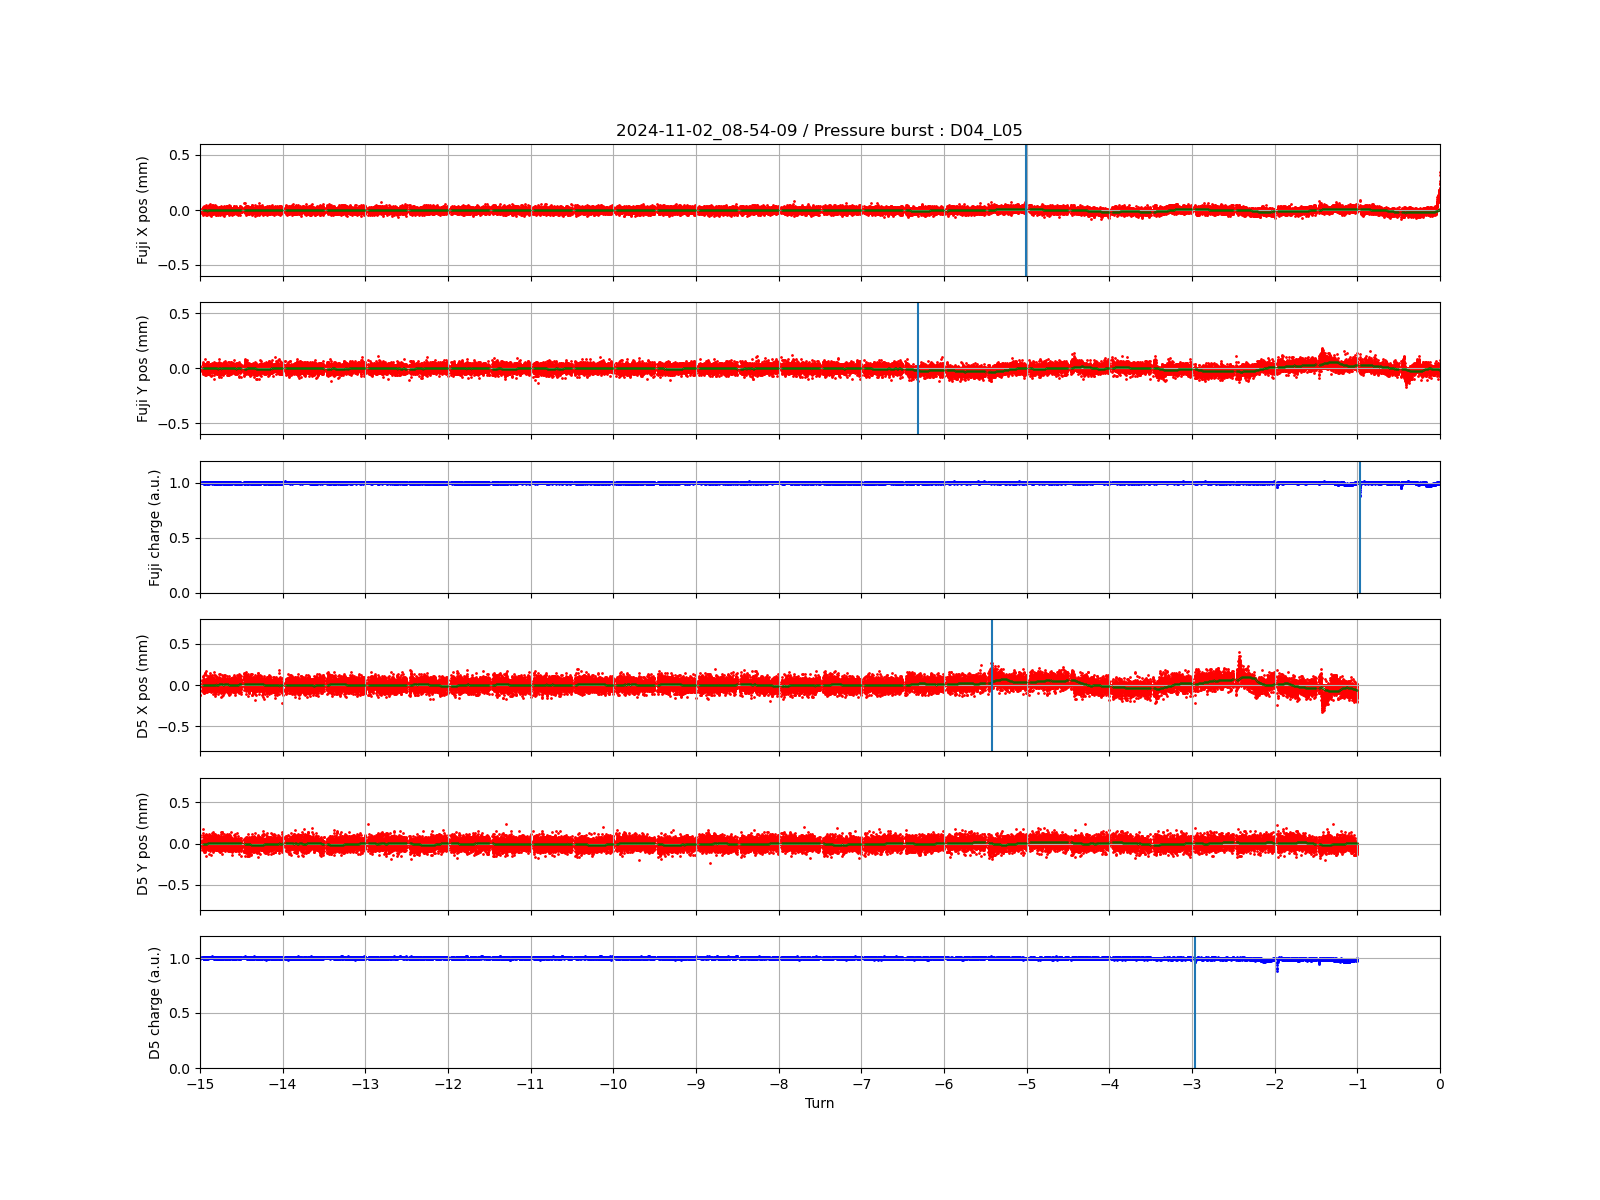 2024-11-02_08-54-09 / Pressure burst : D04_L05
Fuji X pos (mm)
0.5
0.0
−0.5
Fuji Y pos (mm)
0.5
0.0
−0.5
Fuji charge (a.u.)
1.0
0.5
0.0
D5 X pos (mm)
0.5
0.0
−0.5
D5 Y pos (mm)
0.5
0.0
−0.5
D5 charge (a.u.)
1.0
0.5
0.0
−15 −14 −13 −12 −11 −10 −9 −8 −7 −6 −5 −4 −3 −2 −1 0
Turn